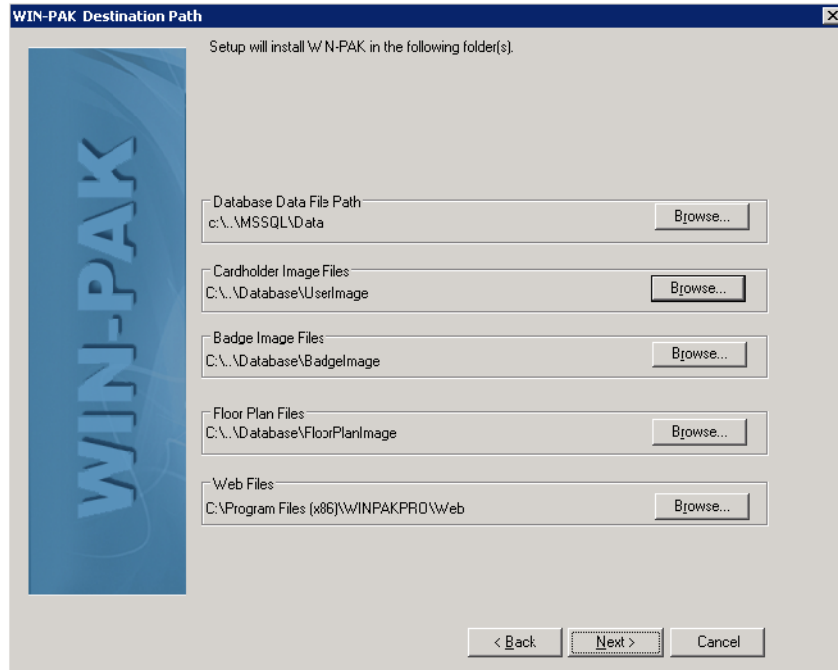 WIN-PAK Destination Path
Setup will install WIN-PAK in the following folder(s).
WIN-PAK
Database Data File Path
c:\..\MSSQL\Data
Browse...
Cardholder Image Files
C:\..\Database\UserImage
Browse...
Badge Image Files
C:\..\Database\BadgeImage
Browse...
Floor Plan Files
C:\..\Database\FloorPlanImage
Browse...
Web Files
C:\Program Files (x86)\WINPAKPRO\Web
Browse...
< Back
Next >
Cancel